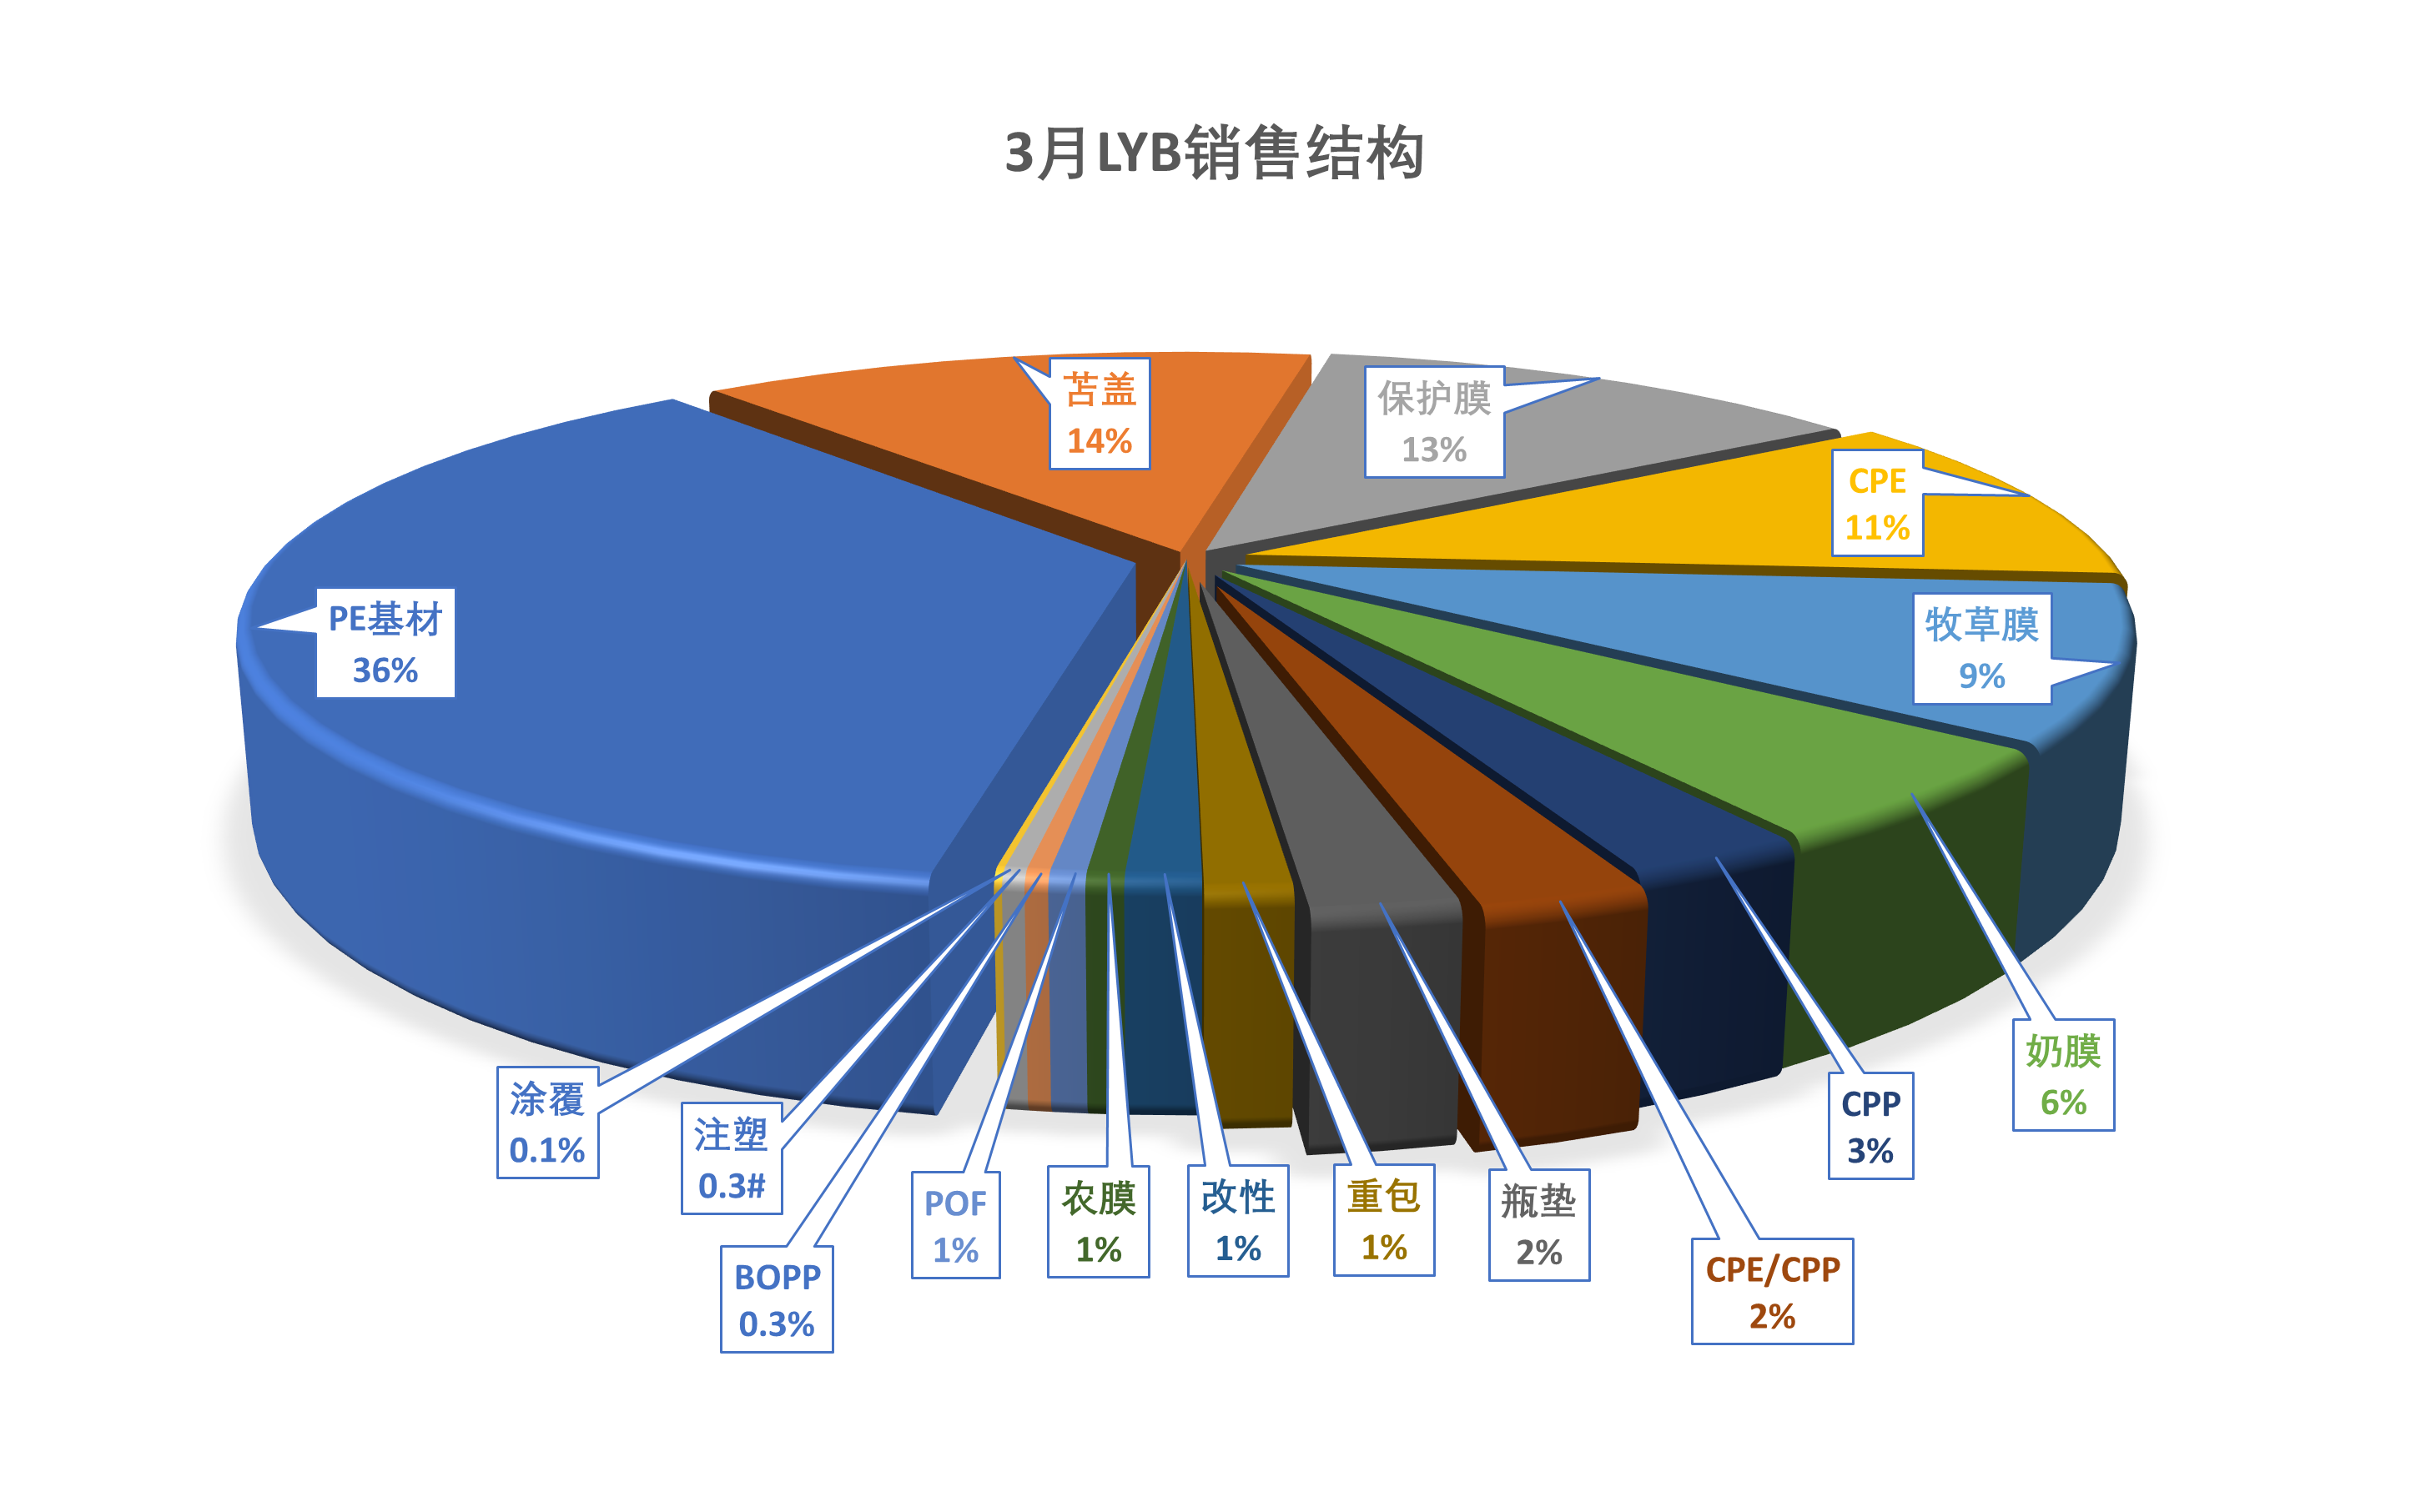 3月LYB销售结构
苫盖
14%
保护膜
13%
CPE
11%
PE基材
36%
牧草膜
9%
奶膜
6%
涂覆
0.1%
注塑
0.3#
BOPP
0.3%
POF
1%
农膜
1%
改性
1%
重包
1%
瓶垫
2%
CPE/CPP
2%
CPP
3%